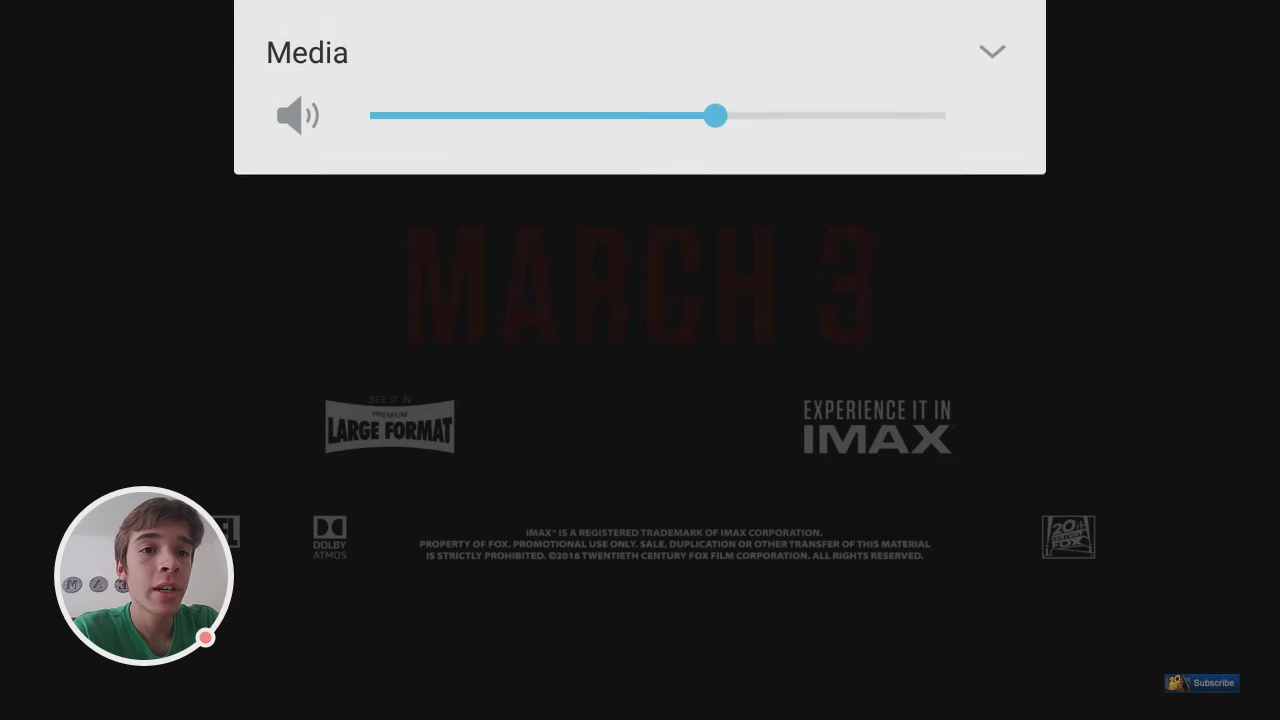 Media
MARCH 3
SEE IT IN
PREMIUM
LARGE FORMAT
EXPERIENCE IT IN
IMAX
DOLBY
ATMOS
IMAX® IS A REGISTERED TRADEMARK OF IMAX CORPORATION.
PROPERTY OF FOX. PROMOTIONAL USE ONLY. SALE, DUPLICATION OR OTHER TRANSFER OF THIS MATERIAL
IS STRICTLY PROHIBITED. ©2016 TWENTIETH CENTURY FOX FILM CORPORATION. ALL RIGHTS RESERVED.
20th
CENTURY
FOX
M A
Subscribe